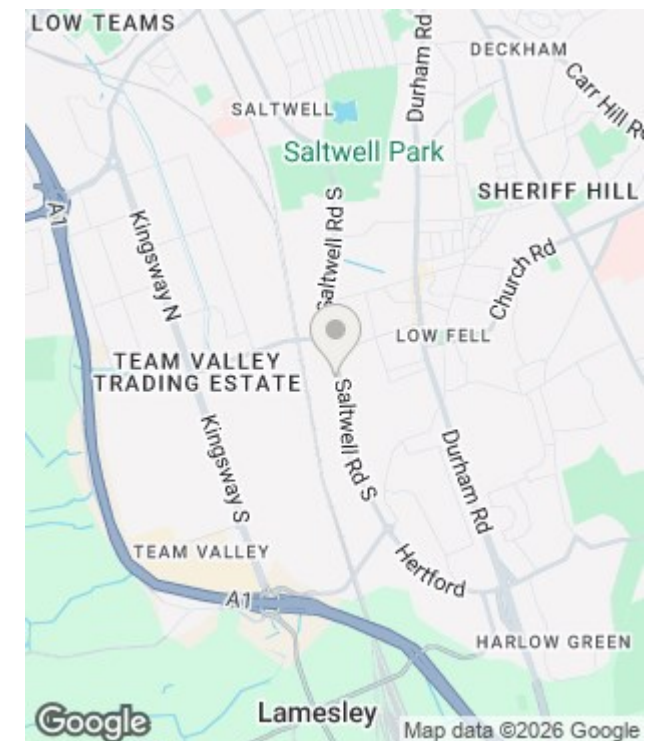 LOW TEAMS
DECKHAM
Durham Rd
Carr Hill R
SALTWELL
Saltwell Park
SHERIFF HILL
A1
Kingsway N
Saltwell Rd S
Church Rd
LOW FELL
TEAM VALLEY
TRADING ESTATE
Saltwell Rd S
Kingsway S
Durham Rd
TEAM VALLEY
Hertford
A1
HARLOW GREEN
Lamesley
Google
Map data ©2026 Google